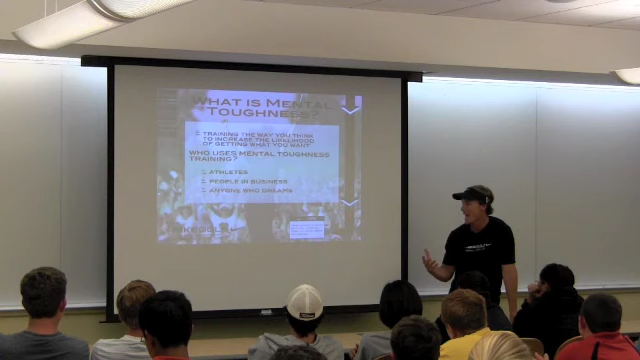 WHAT IS MENTAL
TOUGHNESS?
TRAINING THE WAY YOU THINK
TO INCREASE THE LIKELIHOOD
OF GETTING WHAT YOU WANT
WHO USES MENTAL TOUGHNESS
TRAINING?
ATHLETES
PEOPLE IN BUSINESS
ANYONE WHO DREAMS
NIKEGOLF